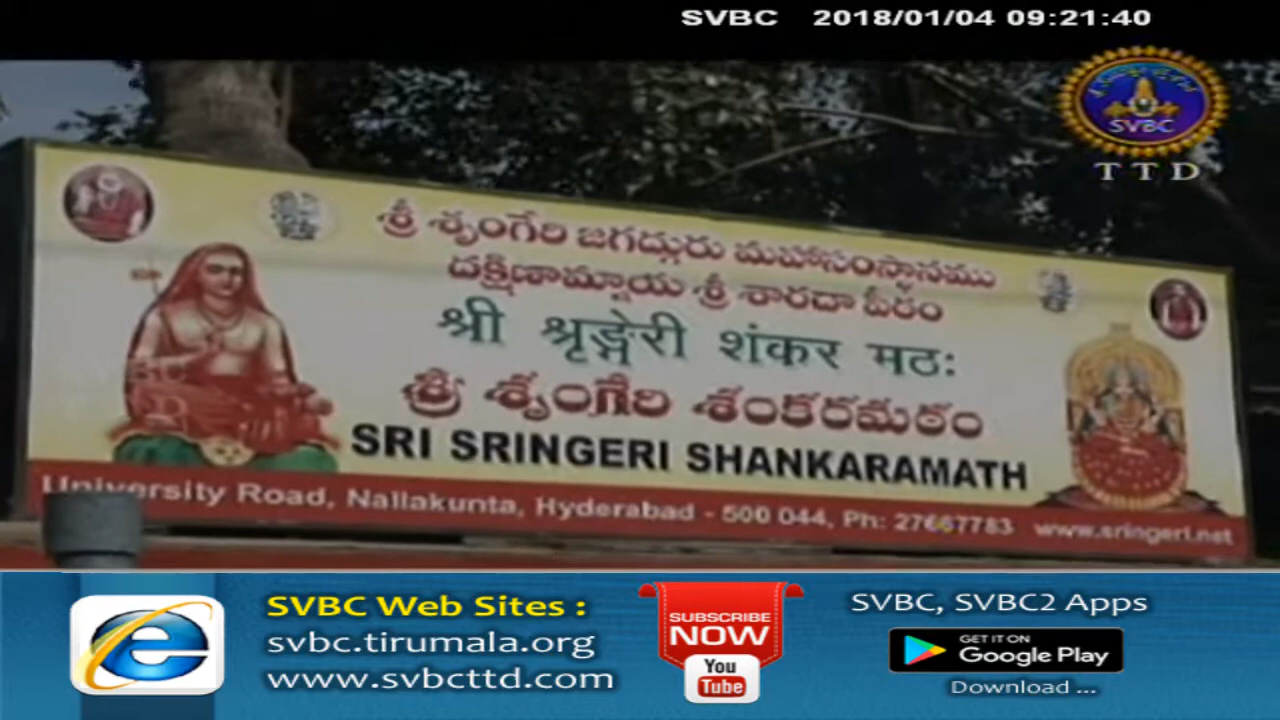 SVBC 2018/01/04 09:21:40
SVBC
T T D
శ్రీ శృంగేరి జగద్గురు మహాసంస్థానము
దక్షిణామ్నాయ శ్రీ శారదా పీఠం
श्री श्रृङ्गेरी शंकर मठः
శ్రీ శృంగేరి శంకరమఠం
SRI SRINGERI SHANKARAMATH
University Road, Nallakunta, Hyderabad - 500 044, Ph: 27667783 www.sringeri.net
SVBC Web Sites :
svbc.tirumala.org
www.svbcttd.com
SUBSCRIBE
NOW
You
Tube
SVBC, SVBC2 Apps
GET IT ON
Google Play
Download ...